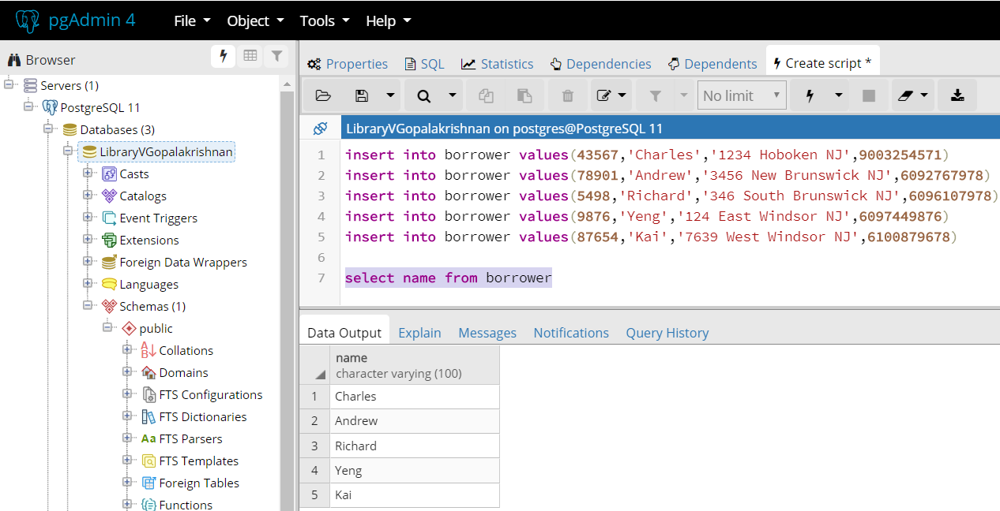 pgAdmin 4 File Object Tools Help
Browser
Servers (1)
PostgreSQL 11
Databases (3)
LibraryVGopalakrishnan
Casts
Catalogs
Event Triggers
Extensions
Foreign Data Wrappers
Languages
Schemas (1)
public
Collations
Domains
FTS Configurations
FTS Dictionaries
Aa FTS Parsers
FTS Templates
Foreign Tables
Functions
Properties SQL Statistics Dependencies Dependents Create script *
No limit
LibraryVGopalakrishnan on postgres@PostgreSQL 11
1 insert into borrower values(43567,'Charles','1234 Hoboken NJ',9003254571)
2 insert into borrower values(78901,'Andrew','3456 New Brunswick NJ',6092767978)
3 insert into borrower values(5498,'Richard','346 South Brunswick NJ',6096107978)
4 insert into borrower values(9876,'Yeng','124 East Windsor NJ',6097449876)
5 insert into borrower values(87654,'Kai','7639 West Windsor NJ',6100879678)
6
7 select name from borrower
Data Output Explain Messages Notifications Query History
name
character varying (100)
1 Charles
2 Andrew
3 Richard
4 Yeng
5 Kai